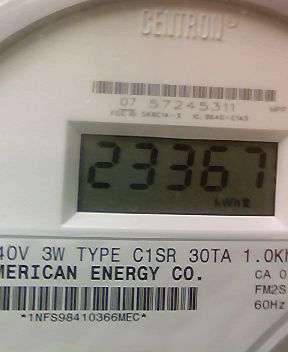 CENTRON®
07 57245311
23367
kWh
40V 3W TYPE C1SR 30TA 1.0Kh
MERICAN ENERGY CO.
CA 0
FM2S
60Hz
*1NFS98410366MEC*